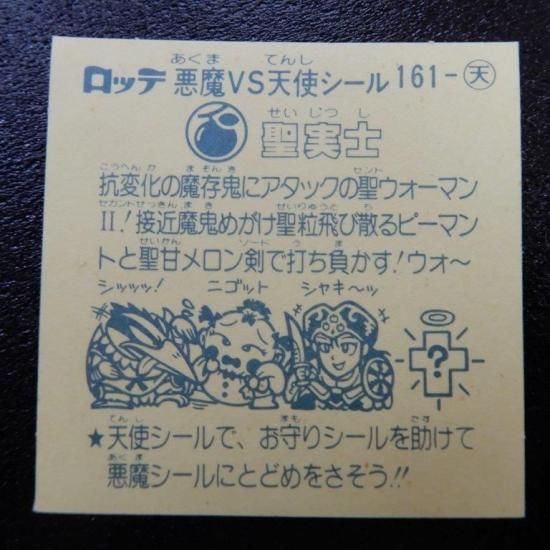 ロッテ 悪魔VS天使シール 161-天
あくま てんし
聖実士
せい じつ し
抗変化の魔存鬼にアタックの聖ウォーマン
こうへんか まぞんき セント
II!接近魔鬼めがけ聖粒飛び散るピーマン
セカンドせっきんまき せいりゅうと ち
トと聖甘メロン剣で打ち負かす!ウォ〜
せいかん ソード う ま
シッッッ! ニゴット シャキ〜ッ
?
★天使シールで、お守りシールを助けて
てんし まも たす
悪魔シールにとどめをさそう!!
あくま